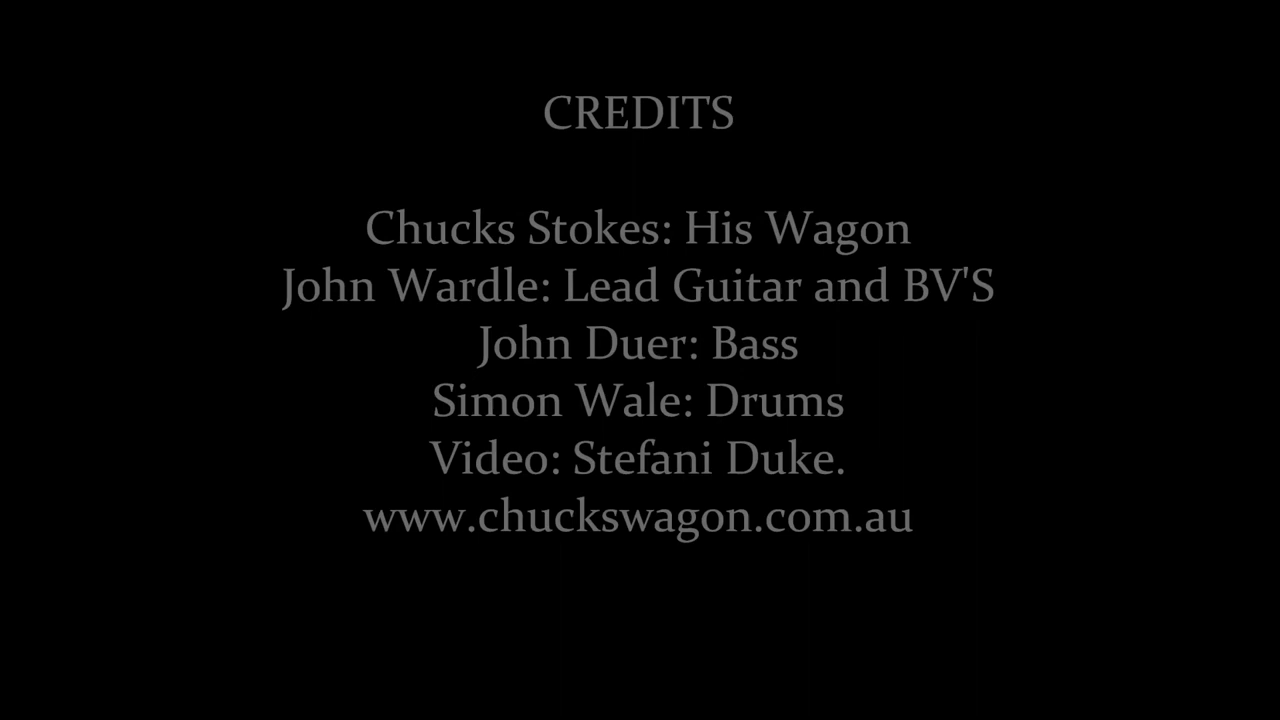 CREDITS
Chucks Stokes: His Wagon
John Wardle: Lead Guitar and BV'S
John Duer: Bass
Simon Wale: Drums
Video: Stefani Duke.
www.chuckswagon.com.au